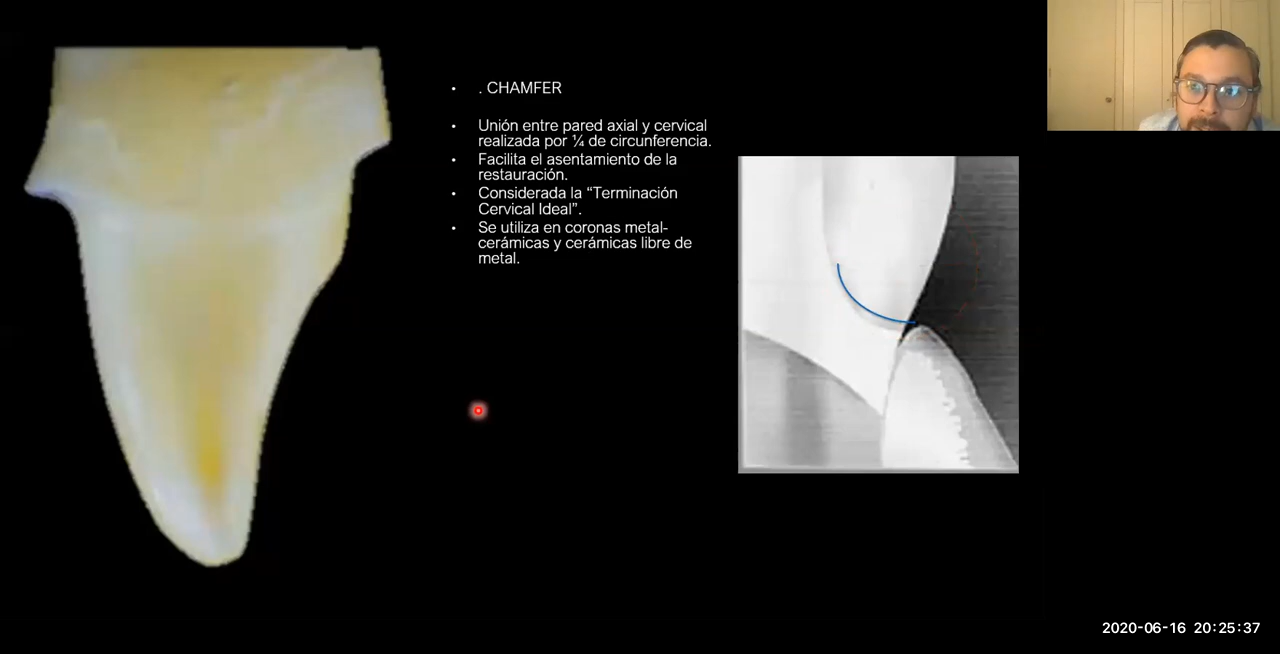 . CHAMFER
Unión entre pared axial y cervical
realizada por ¼ de circunferencia.
Facilita el asentamiento de la
restauración.
Considerada la “Terminación
Cervical Ideal”.
Se utiliza en coronas metal-
cerámicas y cerámicas libre de
metal.
2020-06-16 20:25:37